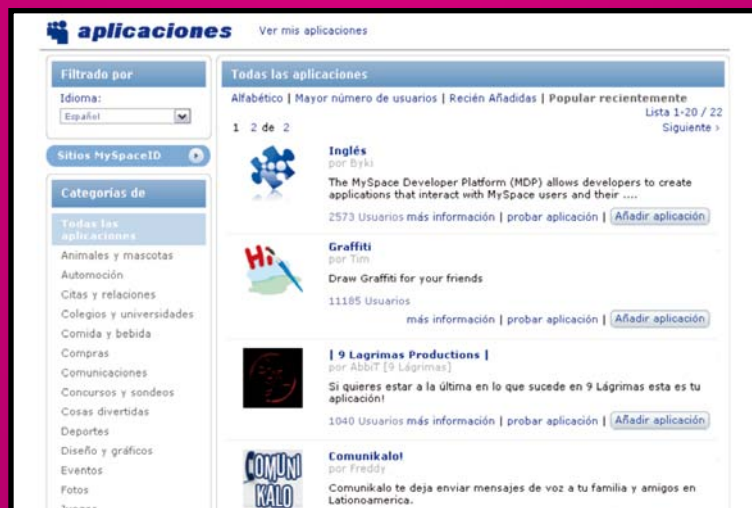 aplicaciones Ver mis aplicaciones
Filtrado por
Idioma:
Español
Sitios MySpaceID
Categorías de
Todas las
aplicaciones
Animales y mascotas
Automoción
Citas y relaciones
Colegios y universidades
Comida y bebida
Compras
Comunicaciones
Concursos y sondeos
Cosas divertidas
Deportes
Diseño y gráficos
Eventos
Fotos
Todas las aplicaciones
Alfabético | Mayor número de usuarios | Recién Añadidas | Popular recientemente
Lista 1-20 / 22
1 2 de 2 Siguiente ›
Inglés
por Byki
The MySpace Developer Platform (MDP) allows developers to create
applications that interact with MySpace users and their ....
2573 Usuarios más información | probar aplicación | Añadir aplicación
Hi
Graffiti
por Tim
Draw Graffiti for your friends
11185 Usuarios
más información | probar aplicación | Añadir aplicación
| 9 Lagrimas Productions |
por AbbiT [9 Lágrimas]
Si quieres estar a la última en lo que sucede en 9 Lágrimas esta es tu
aplicación!
1040 Usuarios más información | probar aplicación | Añadir aplicación
COMUNI
KALO
Comunikalo!
por Freddy
Comunikalo te deja enviar mensajes de voz a tu familia y amigos en
Lationoamerica.